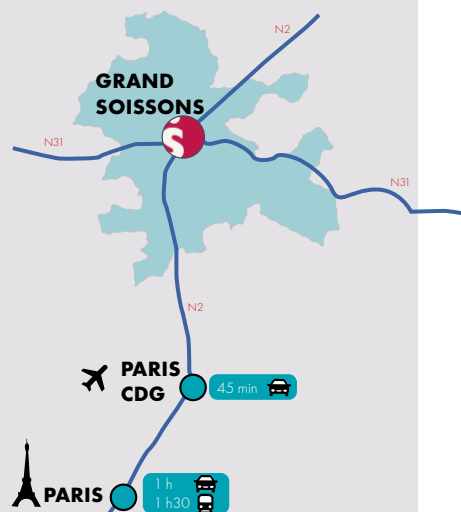 N2
GRAND
SOISSONS
N31
S
N31
N2
PARIS
CDG
45 min
PARIS
1 h
1 h30